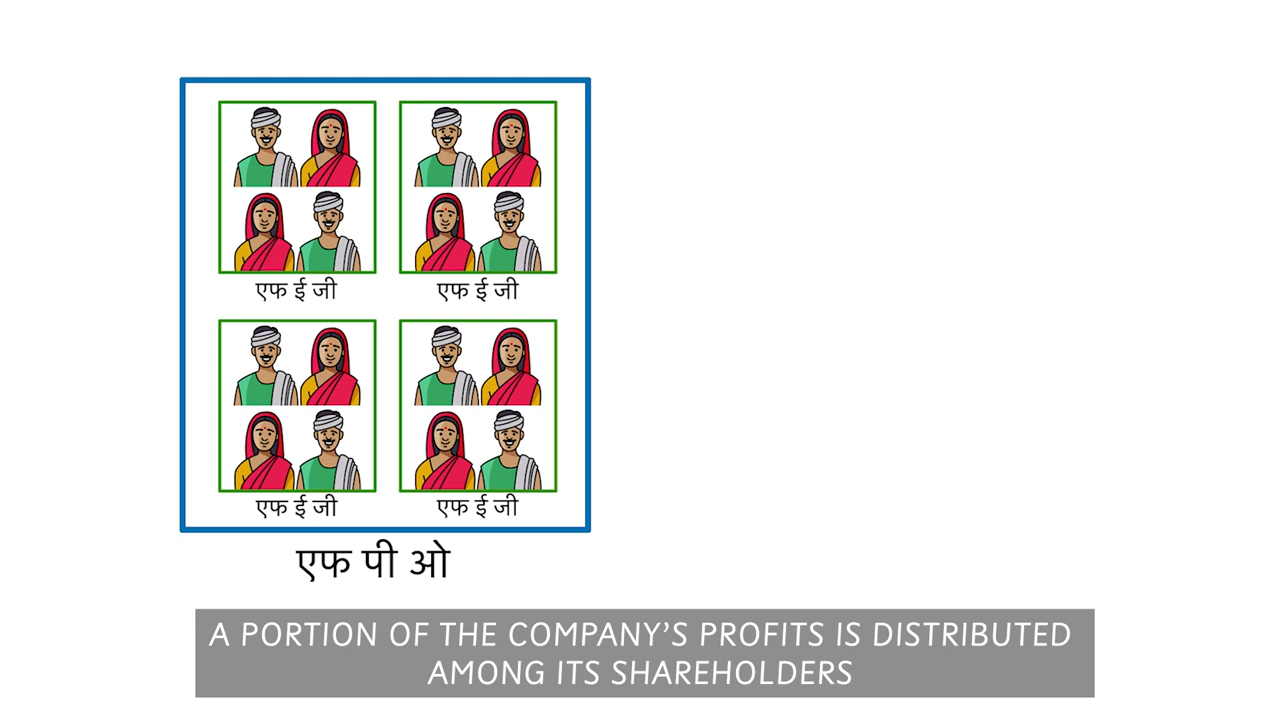 एफ ई जी
एफ ई जी
एफ ई जी
एफ ई जी
एफ पी ओ
A PORTION OF THE COMPANY'S PROFITS IS DISTRIBUTED
AMONG ITS SHAREHOLDERS